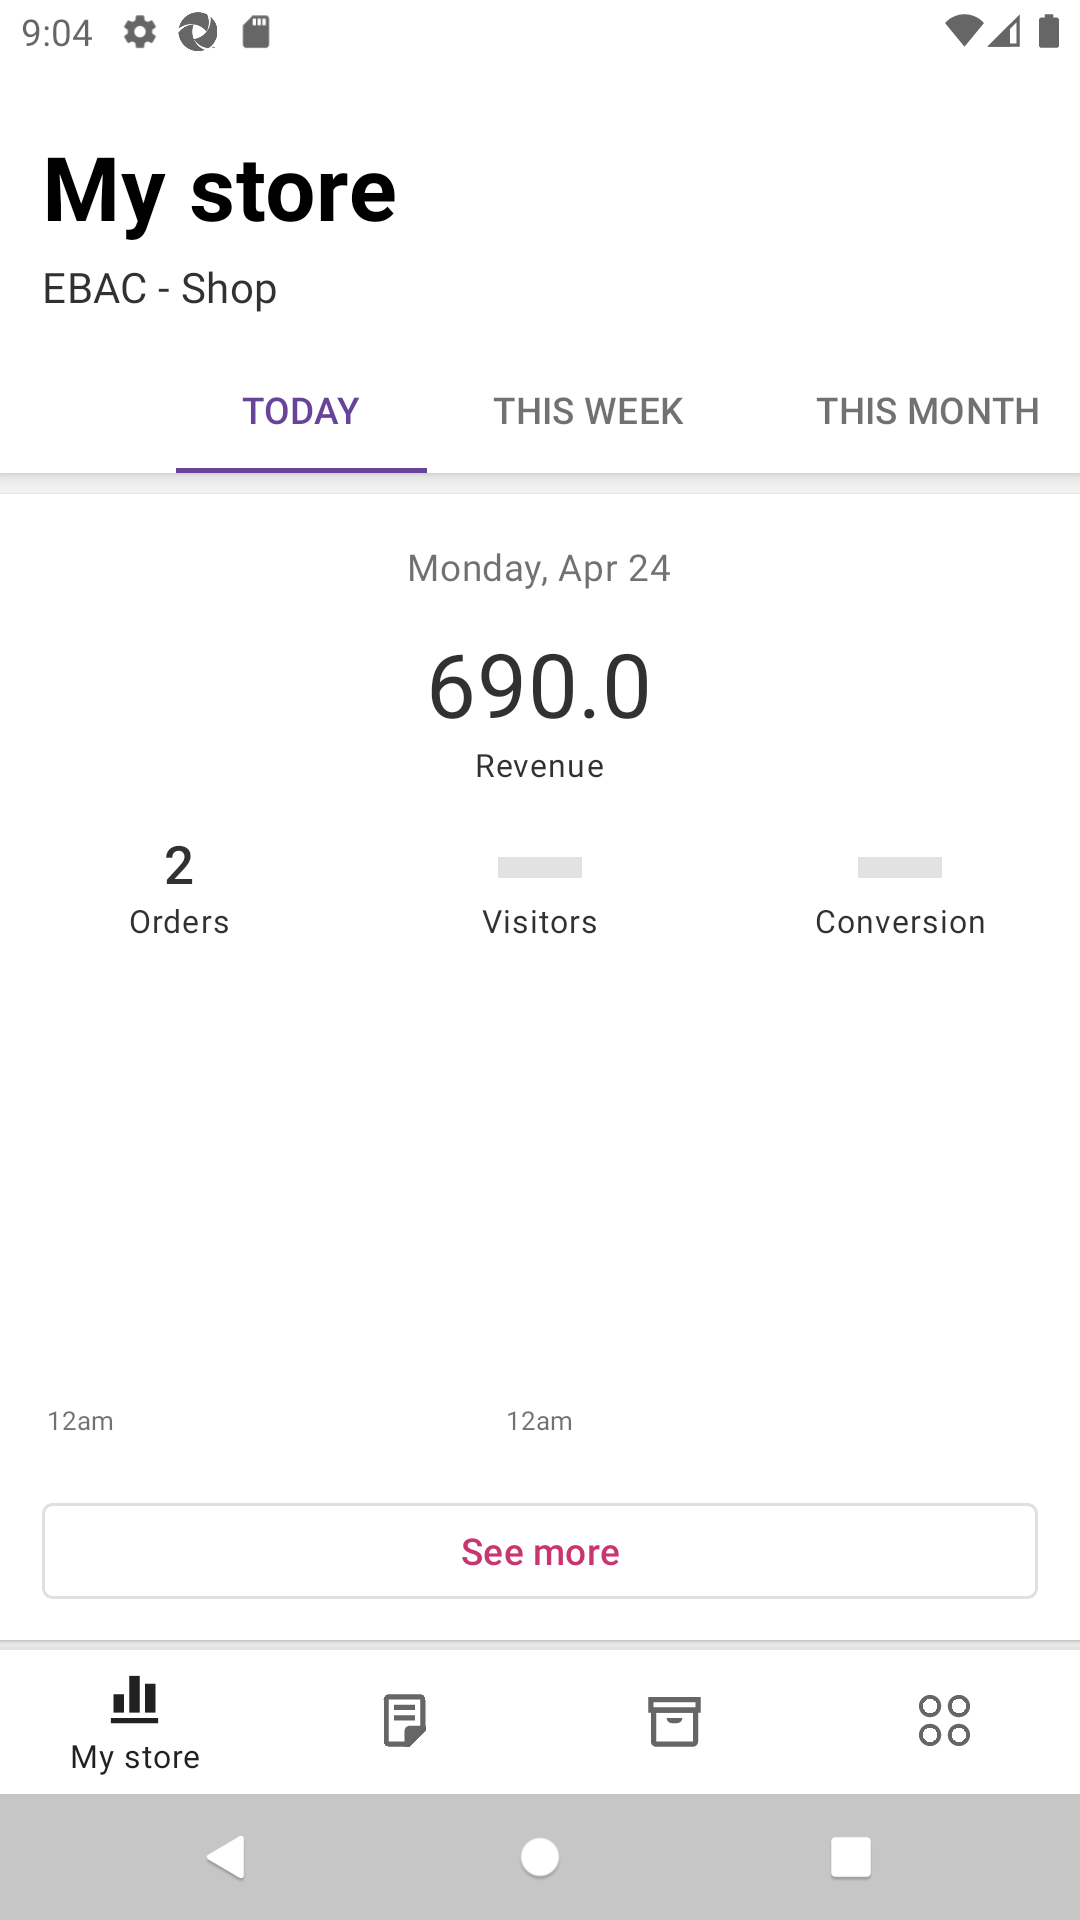 9:04
My store
EBAC - Shop
TODAY THIS WEEK THIS MONTH
Monday, Apr 24
690.0
Revenue
2
Orders Visitors Conversion
12am 12am
See more
My store